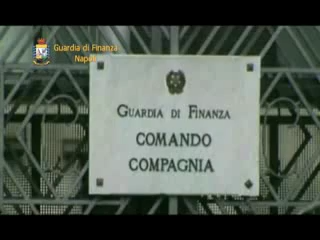 Guardia di Finanza
Napoli
GUARDIA DI FINANZA
COMANDO
COMPAGNIA